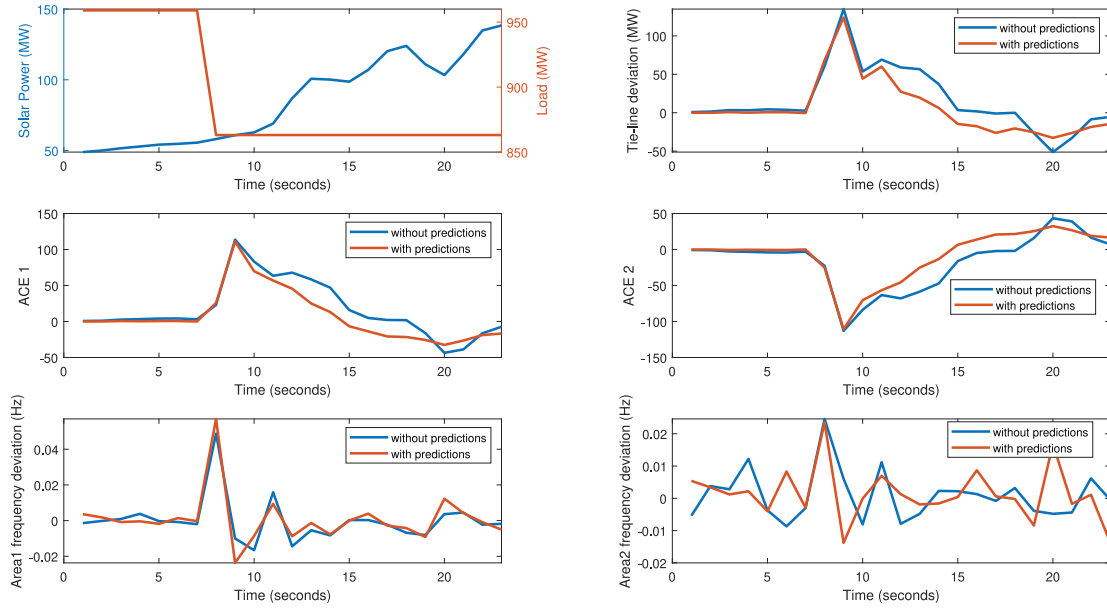 150
100
50
Solar Power (MW)
950
900
850
Load (MW)
0
5
10
15
20
Time (seconds)
100
50
0
-50
Tie-line deviation (MW)
without predictions
with predictions
0
5
10
15
20
Time (seconds)
150
100
50
0
-50
ACE 1
without predictions
with predictions
0
5
10
15
20
Time (seconds)
50
0
-50
-100
-150
ACE 2
without predictions
with predictions
0
5
10
15
20
Time (seconds)
0.04
0.02
0
-0.02
Area1 frequency deviation (Hz)
without predictions
with predictions
0
5
10
15
20
Time (seconds)
0.02
0.01
0
-0.01
-0.02
Area2 frequency deviation (Hz)
without predictions
with predictions
0
5
10
15
20
Time (seconds)